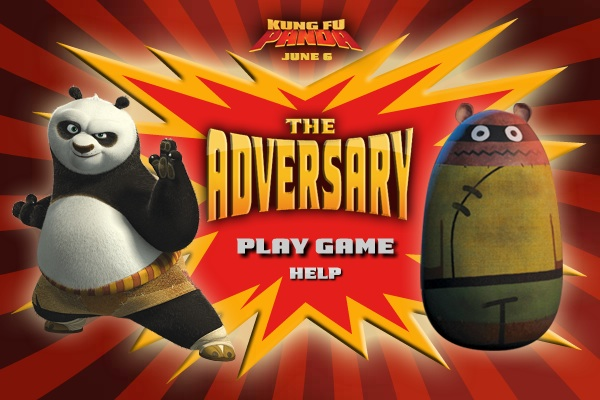 KUNG FU
PANDA
JUNE 6
THE
ADVERSARY
PLAY GAME
HELP